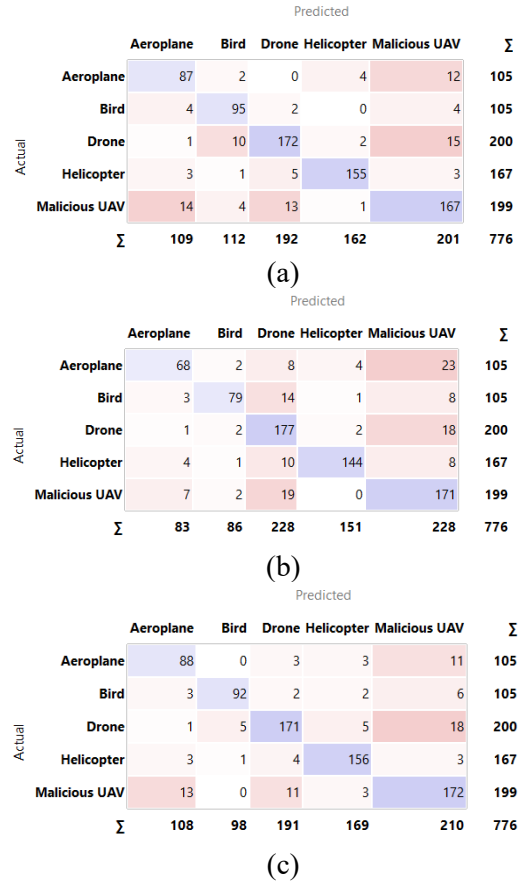 Predicted
Aeroplane Bird Drone Helicopter Malicious UAV Σ
Aeroplane 87 2 0 4 12 105
Bird 4 95 2 0 4 105
Drone 1 10 172 2 15 200
Helicopter 3 1 5 155 3 167
Malicious UAV 14 4 13 1 167 199
Σ 109 112 192 162 201 776
Actual
(a)
Predicted
Aeroplane Bird Drone Helicopter Malicious UAV Σ
Aeroplane 68 2 8 4 23 105
Bird 3 79 14 1 8 105
Drone 1 2 177 2 18 200
Helicopter 4 1 10 144 8 167
Malicious UAV 7 2 19 0 171 199
Σ 83 86 228 151 228 776
Actual
(b)
Predicted
Aeroplane Bird Drone Helicopter Malicious UAV Σ
Aeroplane 88 0 3 3 11 105
Bird 3 92 2 2 6 105
Drone 1 5 171 5 18 200
Helicopter 3 1 4 156 3 167
Malicious UAV 13 0 11 3 172 199
Σ 108 98 191 169 210 776
Actual
(c)